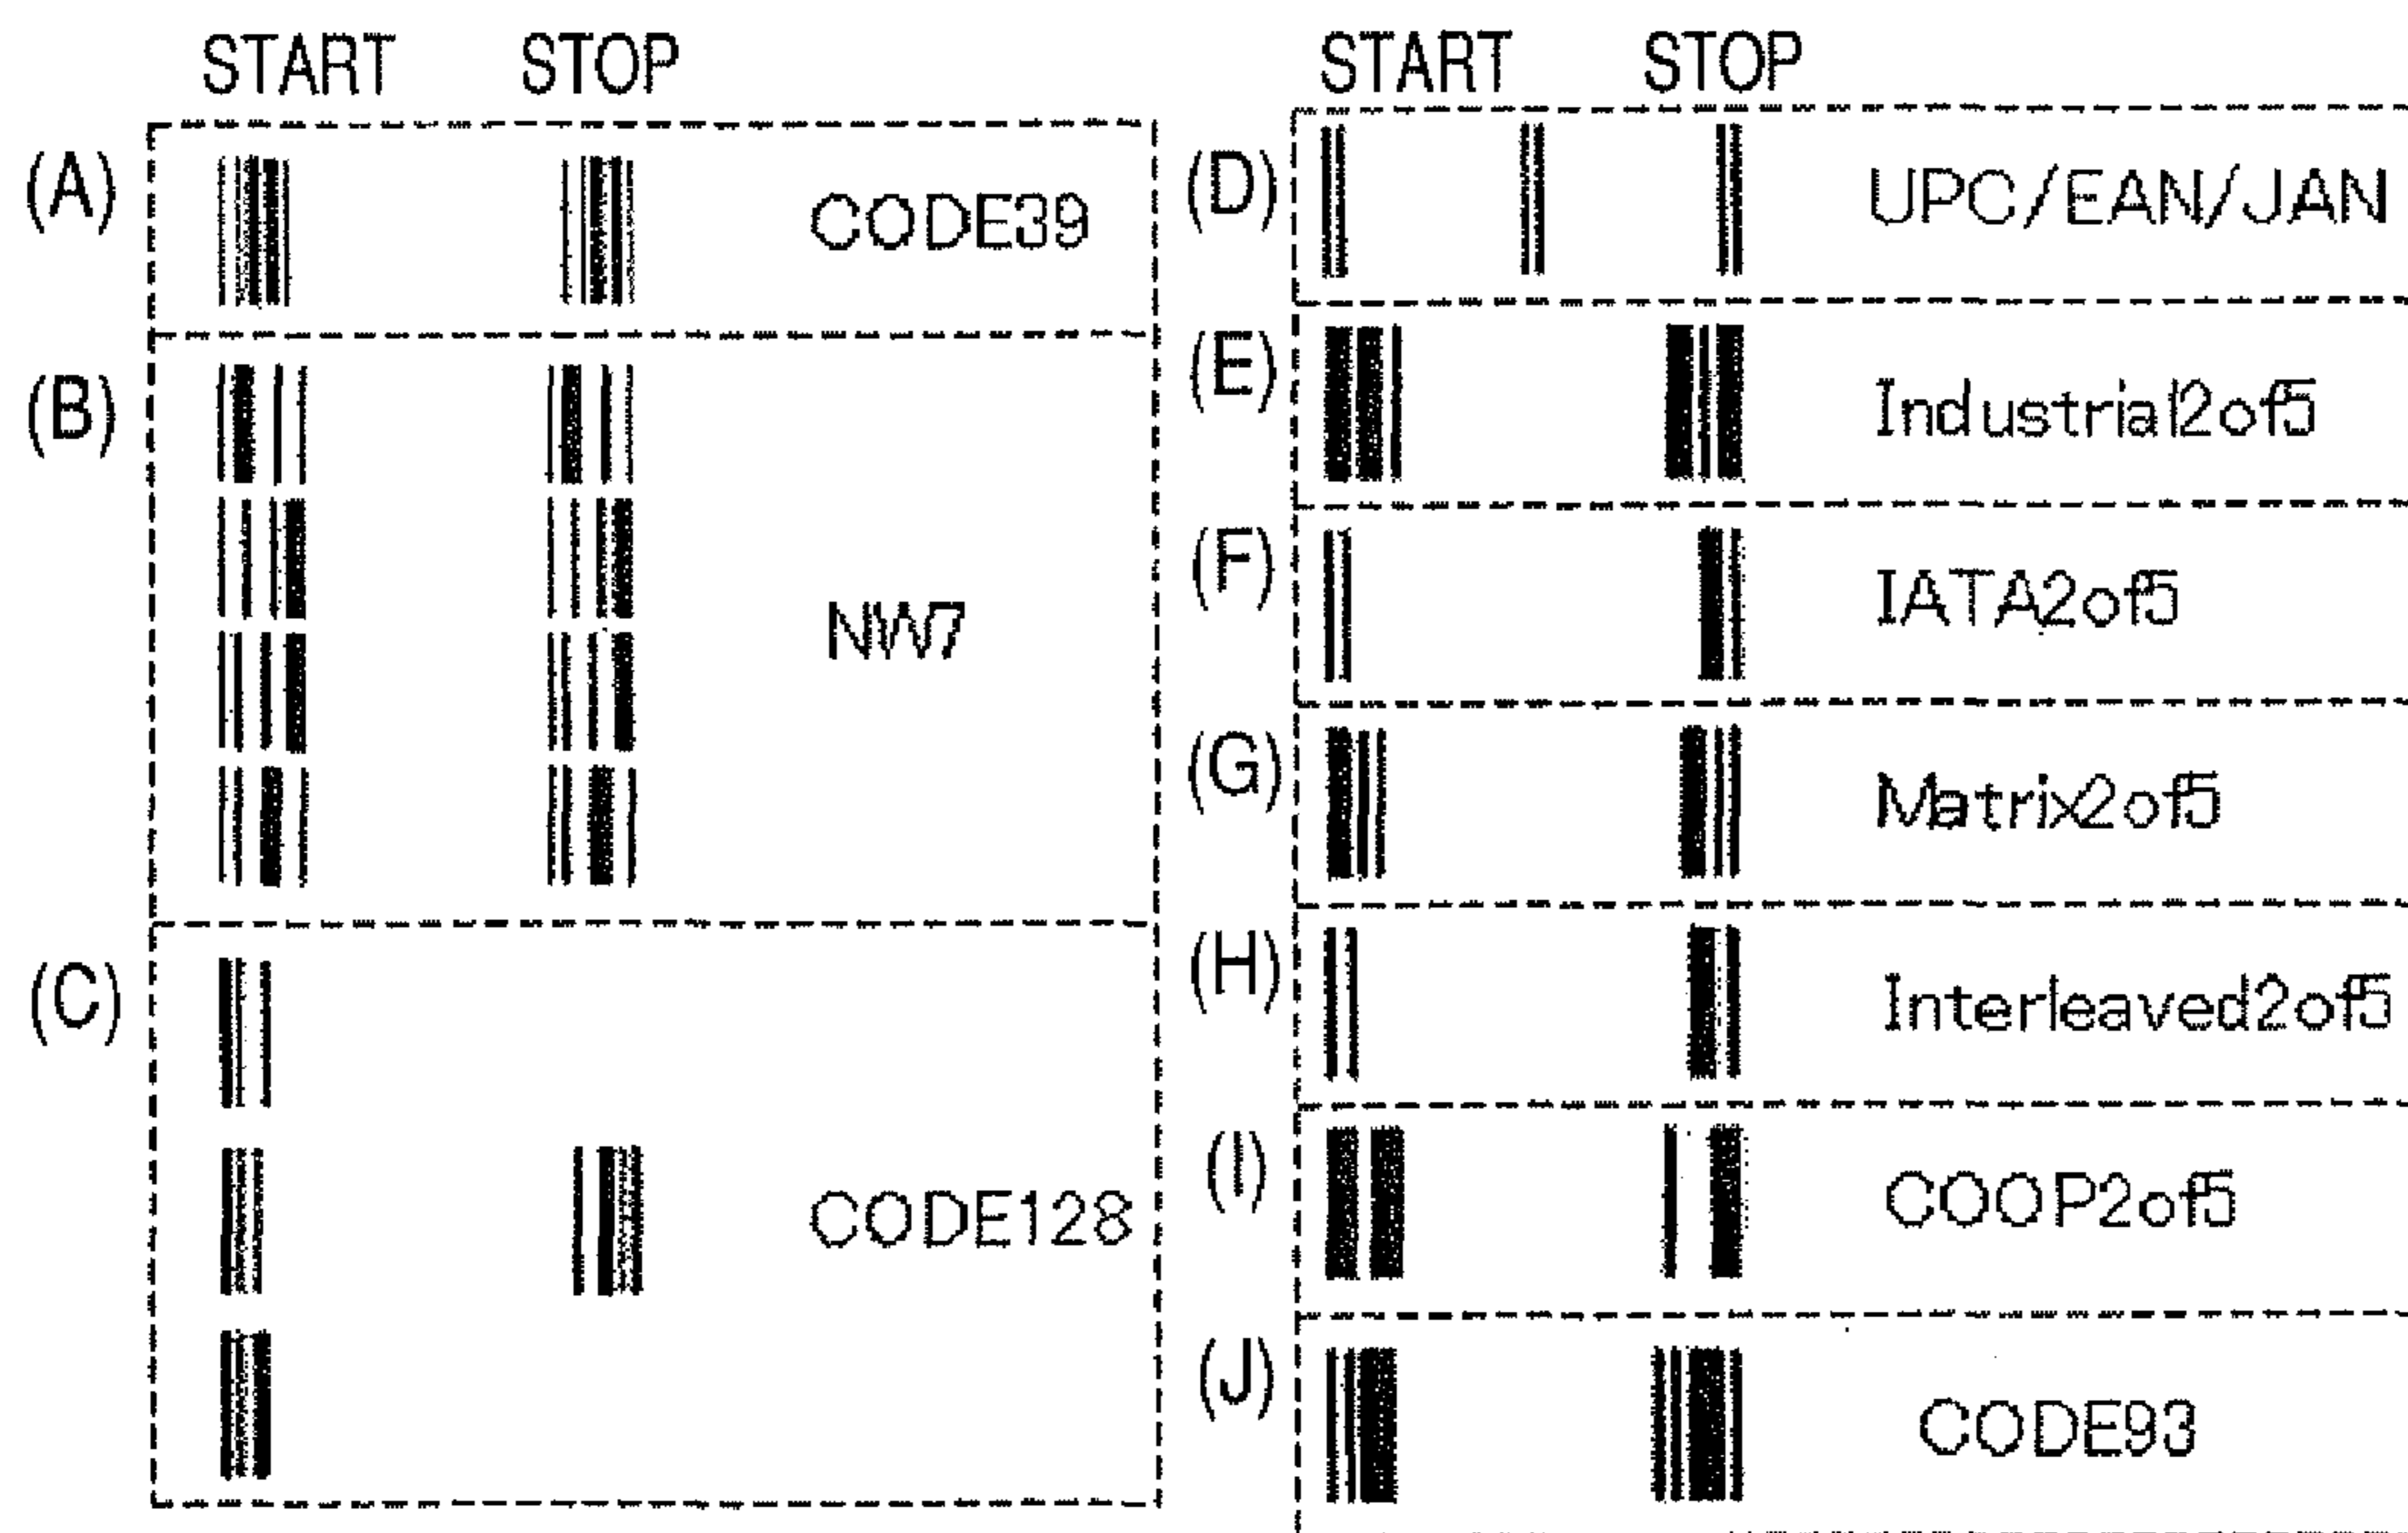 START STOP
(A) CODE39
(B) NW7
(C) CODE128
START STOP
(D) UPC/EAN/JAN
(E) Industrial2of5
(F) IATA2of5
(G) Matrix2of5
(H) Interleaved2of5
(I) COOP2of5
(J) CODE93